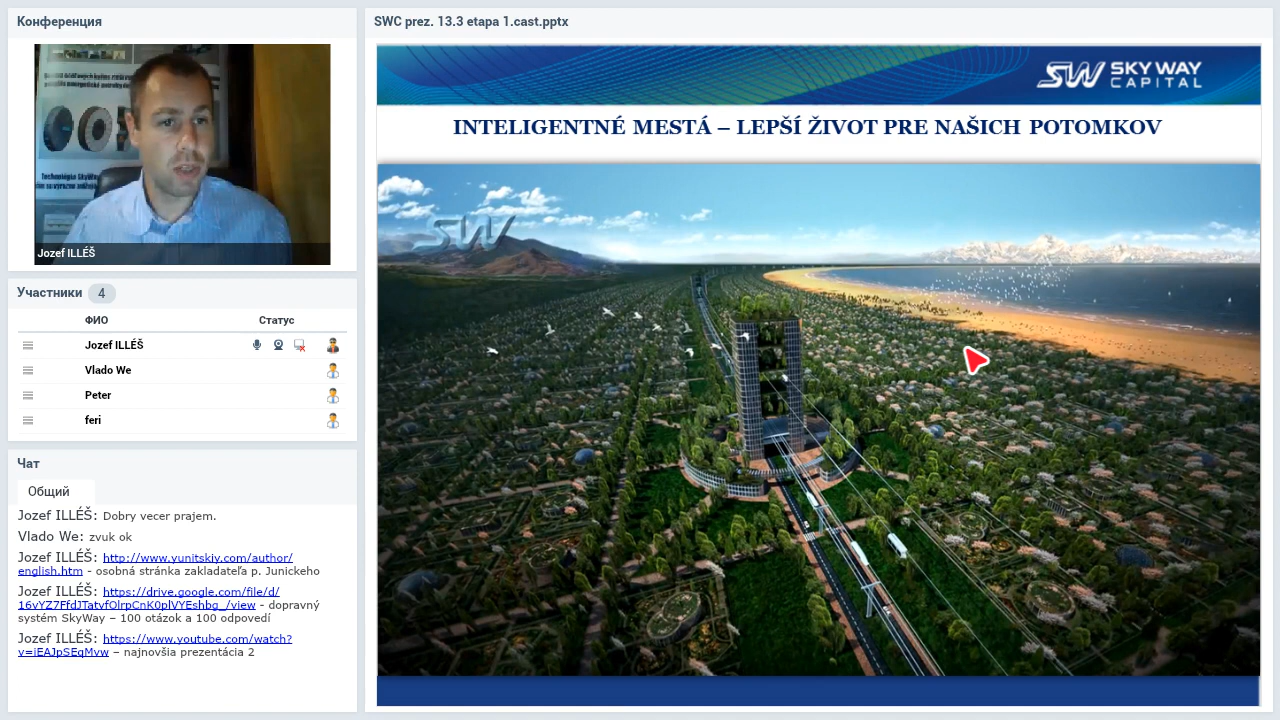 Конференция
Jozef ILLÉŠ
Участники 4
ФИО Статус
Jozef ILLÉŠ
Vlado We
Peter
feri
Чат
Общий
Jozef ILLÉŠ: Dobry vecer prajem.
Vlado We: zvuk ok
Jozef ILLÉŠ: http://www.yunitskiy.com/author/
english.htm - osobná stránka zakladateľa p. Junickeho
Jozef ILLÉŠ: https://drive.google.com/file/d/
16vYZ7FfdJTatvfOlrpCnK0plVYEshbg_/view - dopravný
systém SkyWay – 100 otázok a 100 odpovedí
Jozef ILLÉŠ: https://www.youtube.com/watch?
v=iEAJpSEqMvw – najnovšia prezentácia 2
SWC prez. 13.3 etapa 1.cast.pptx
SW SKY WAY
CAPITAL
INTELIGENTNÉ MESTÁ – LEPŠÍ ŽIVOT PRE NAŠICH POTOMKOV
SW